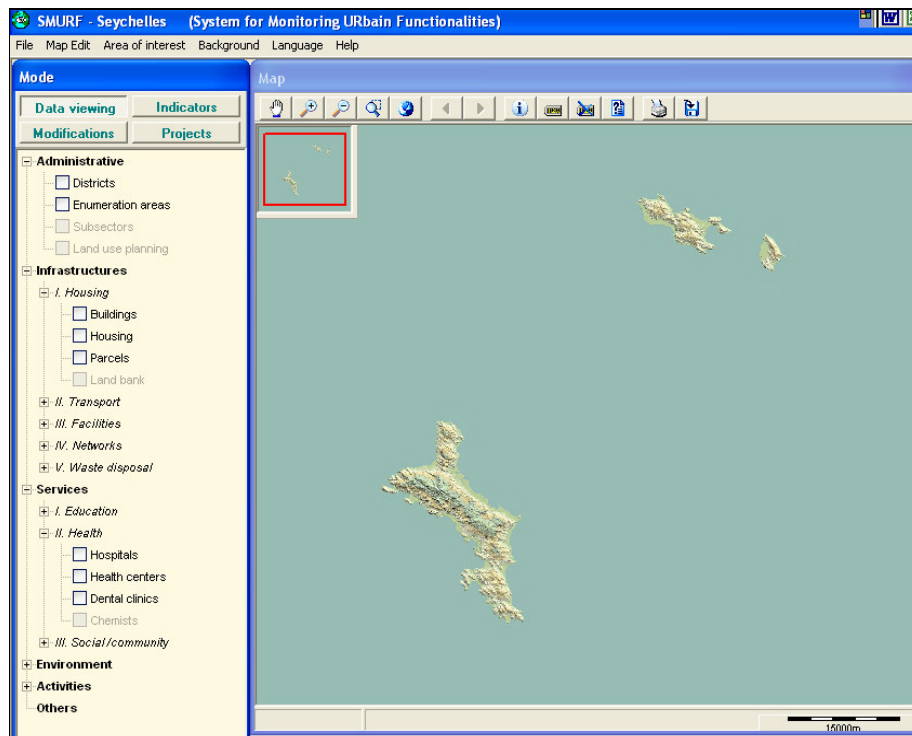 SMURF - Seychelles (System for Monitoring URbain Functionalities)
File Map Edit Area of interest Background Language Help
Mode
Map
Data viewing Indicators
Modifications Projects
Administrative
Districts
Enumeration areas
Subsectors
Land use planning
Infrastructures
I. Housing
Buildings
Housing
Parcels
Land bank
II. Transport
III. Facilities
IV. Networks
V. Waste disposal
Services
I. Education
II. Health
Hospitals
Health centers
Dental clinics
Chemists
III. Social/community
Environment
Activities
Others
15000m